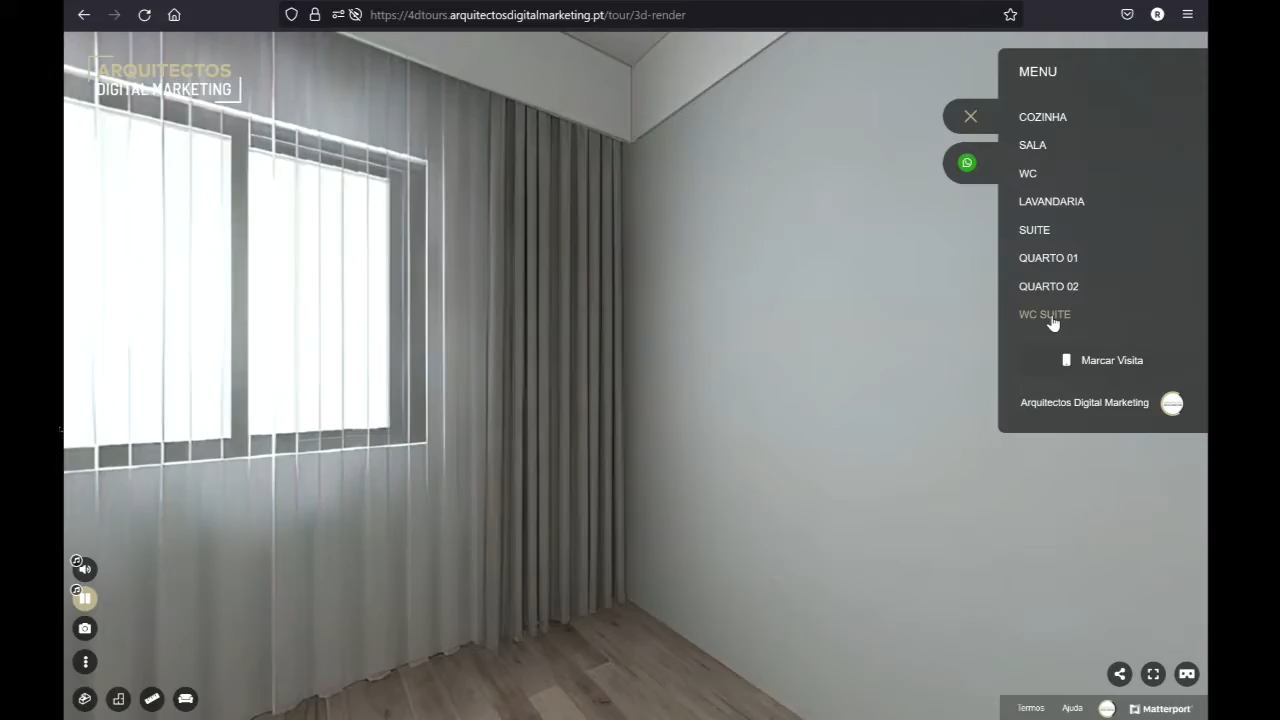 https://4dtours.arquitectosdigitalmarketing.pt/tour/3d-render
R
ARQUITECTOS
DIGITAL MARKETING
MENU
COZINHA
SALA
WC
LAVANDARIA
SUITE
QUARTO 01
QUARTO 02
WC SUITE
Marcar Visita
Arquitectos Digital Marketing
Termos
Ajuda
Matterport